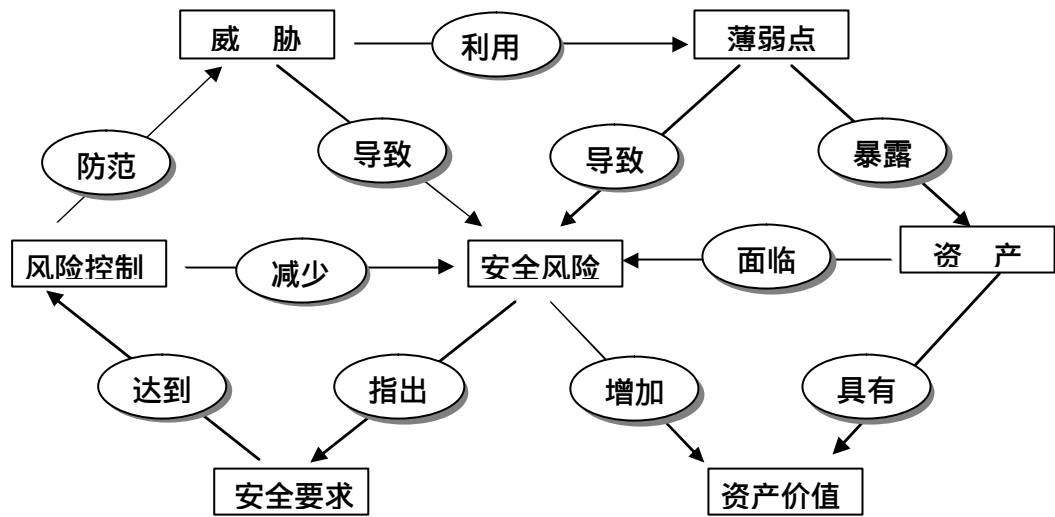 威 胁
利用
薄弱点
防范
导致
导致
暴露
风险控制
减少
安全风险
面临
资 产
达到
指出
增加
具有
安全要求
资产价值